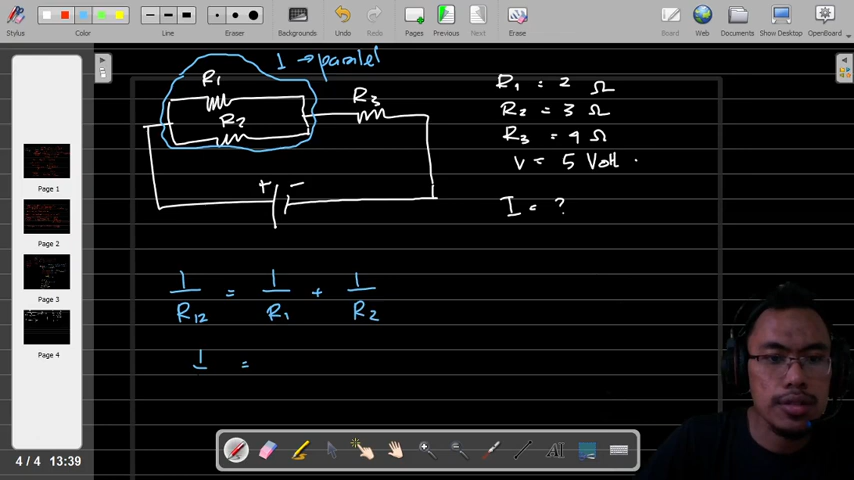 Stylus
Color
Line
Eraser
Backgrounds
Undo
Pages
Previous
Next
Erase
Web
Documents
Show Desktop
OpenBoard
1 → paralel
R1
R2
R3
+ -
R1 = 2 Ω
R2 = 3 Ω
R3 = 4 Ω
V = 5 Volt .
I = ?
1/R12 = 1/R1 + 1/R2
1 =
Page 1
Page 2
Page 3
Page 4
4 / 4 13:39
AI